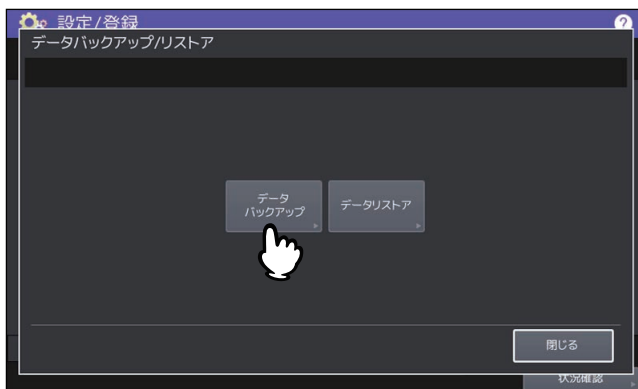 設定/登録
?
データバックアップ/リストア
データ
バックアップ
データリストア
閉じる
状況確認